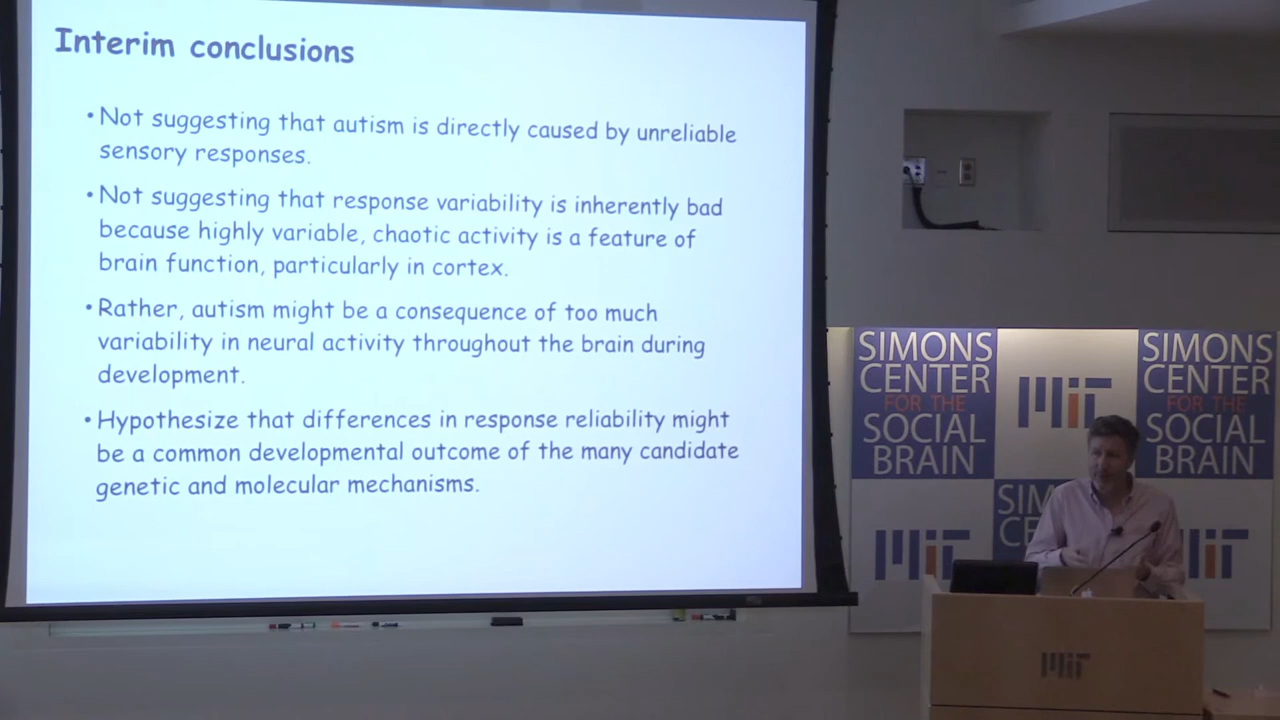 Interim conclusions
• Not suggesting that autism is directly caused by unreliable
sensory responses.
• Not suggesting that response variability is inherently bad
because highly variable, chaotic activity is a feature of
brain function, particularly in cortex.
• Rather, autism might be a consequence of too much
variability in neural activity throughout the brain during
development.
• Hypothesize that differences in response reliability might
be a common developmental outcome of the many candidate
genetic and molecular mechanisms.
SIMONS
CENTER
FOR THE
SOCIAL
BRAIN
MIT
SIMONS
CENTER
FOR THE
SOCIAL
BRAIN
MIT
SIM
CE
MIT
MIT